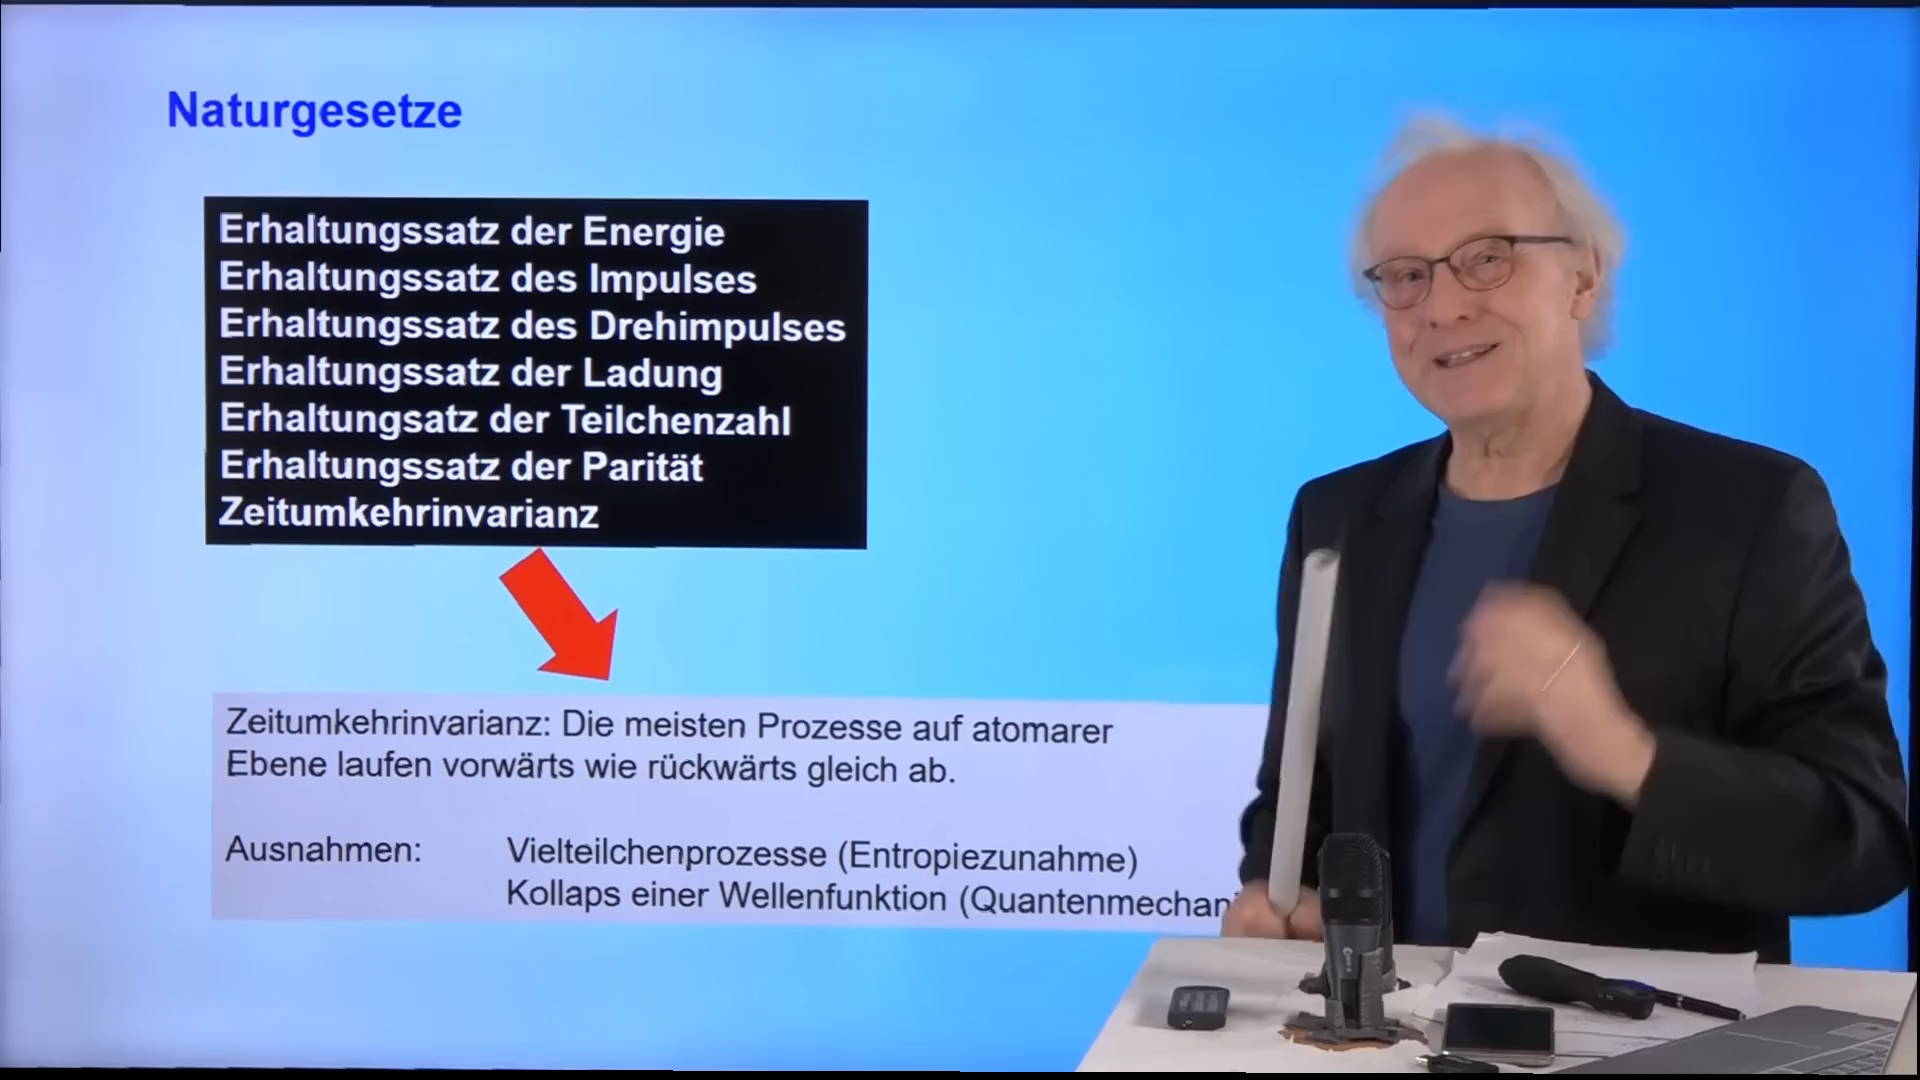 Naturgesetze
Erhaltungssatz der Energie
Erhaltungssatz des Impulses
Erhaltungssatz des Drehimpulses
Erhaltungssatz der Ladung
Erhaltungsatz der Teilchenzahl
Erhaltungssatz der Parität
Zeitumkehrinvarianz
Zeitumkehrinvarianz: Die meisten Prozesse auf atomarer
Ebene laufen vorwärts wie rückwärts gleich ab.
Ausnahmen: Vielteilchenprozesse (Entropiezunahme)
Kollaps einer Wellenfunktion (Quantenmechani